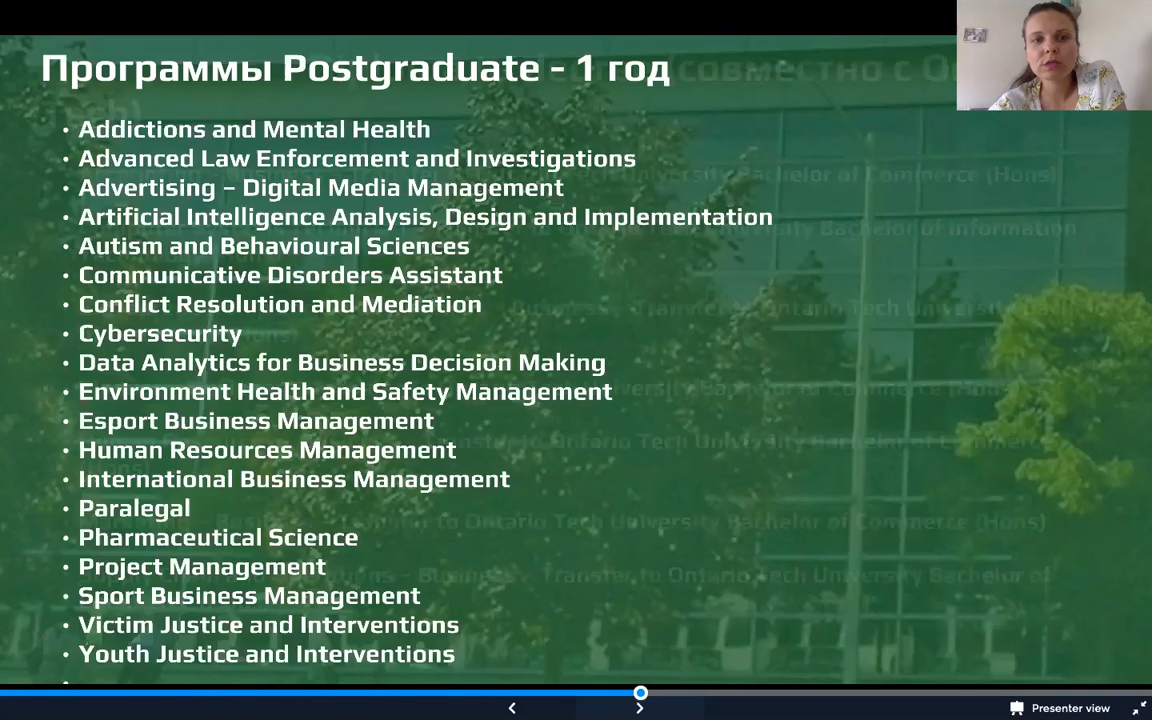 Программы Postgraduate - 1 год
совместно с
• Addictions and Mental Health
• Advanced Law Enforcement and Investigations
• Advertising – Digital Media Management
• Artificial Intelligence Analysis, Design and Implementation
• Autism and Behavioural Sciences
• Communicative Disorders Assistant
• Conflict Resolution and Mediation
• Cybersecurity
• Data Analytics for Business Decision Making
• Environment Health and Safety Management
• Esport Business Management
• Human Resources Management
• International Business Management
• Paralegal
• Pharmaceutical Science
• Project Management
• Sport Business Management
• Victim Justice and Interventions
• Youth Justice and Interventions
Presenter view